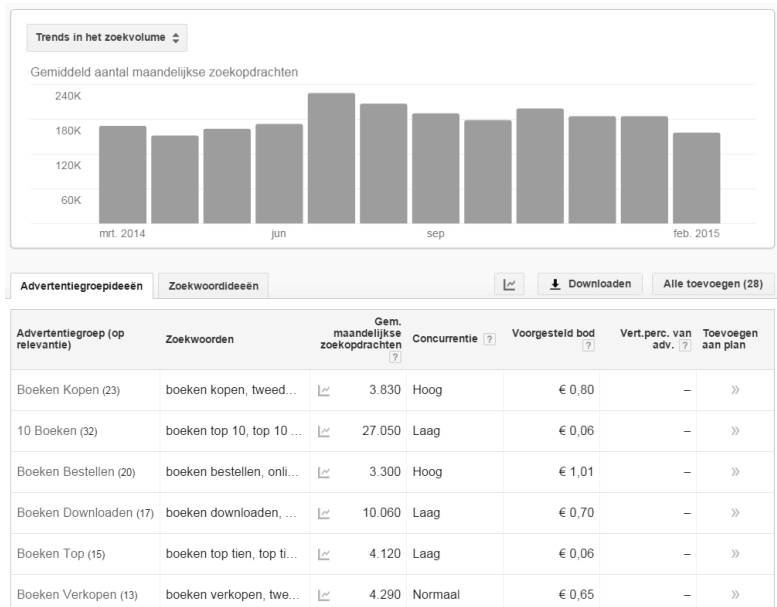 Trends in het zoekvolume
Gemiddeld aantal maandelijkse zoekopdrachten
240K
180K
120K
60K
mrt. 2014 jun sep feb. 2015
Advertentiegroepideeën Zoekwoordideeën Downloaden Alle toevoegen (28)
Advertentiegroep (op relevantie) Zoekwoorden Gem. maandelijkse zoekopdrachten ? Concurrentie ? Voorgesteld bod ? Vert.perc. van adv. ? Toevoegen aan plan
Boeken Kopen (23) boeken kopen, tweed... 3.830 Hoog € 0,80 – »
10 Boeken (32) boeken top 10, top 10 ... 27.050 Laag € 0,06 – »
Boeken Bestellen (20) boeken bestellen, onli... 3.300 Hoog € 1,01 – »
Boeken Downloaden (17) boeken downloaden, ... 10.060 Laag € 0,70 – »
Boeken Top (15) boeken top tien, top ti... 4.120 Laag € 0,06 – »
Boeken Verkopen (13) boeken verkopen, twe... 4.290 Normaal € 0,65 – »